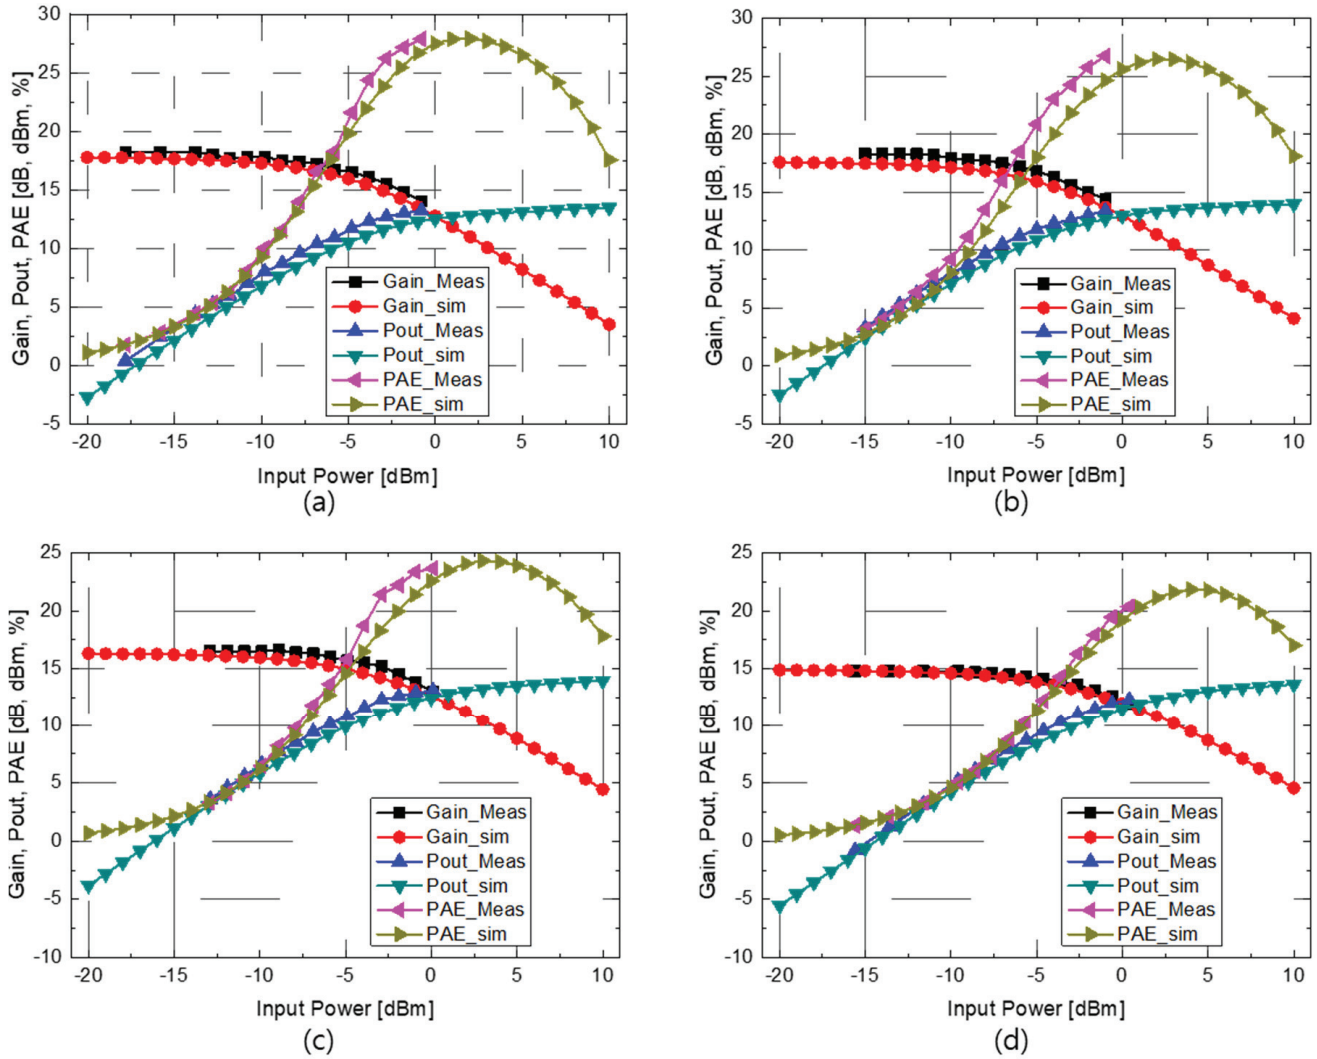 Gain, Pout, PAE [dB, dBm, %]
30
25
20
15
10
5
0
-5
Gain_Meas
Gain_sim
Pout_Meas
Pout_sim
PAE_Meas
PAE_sim
-20 -15 -10 -5 0 5 10
Input Power [dBm]
(a)
Gain, Pout, PAE [dB, dBm, %]
30
25
20
15
10
5
0
-5
Gain_Meas
Gain_sim
Pout_Meas
Pout_sim
PAE_Meas
PAE_sim
-20 -15 -10 -5 0 5 10
Input Power [dBm]
(b)
Gain, Pout, PAE [dB, dBm, %]
25
20
15
10
5
0
-5
-10
Gain_Meas
Gain_sim
Pout_Meas
Pout_sim
PAE_Meas
PAE_sim
-20 -15 -10 -5 0 5 10
Input Power [dBm]
(c)
Gain, Pout, PAE [dB, dBm, %]
25
20
15
10
5
0
-5
-10
Gain_Meas
Gain_sim
Pout_Meas
Pout_sim
PAE_Meas
PAE_sim
-20 -15 -10 -5 0 5 10
Input Power [dBm]
(d)